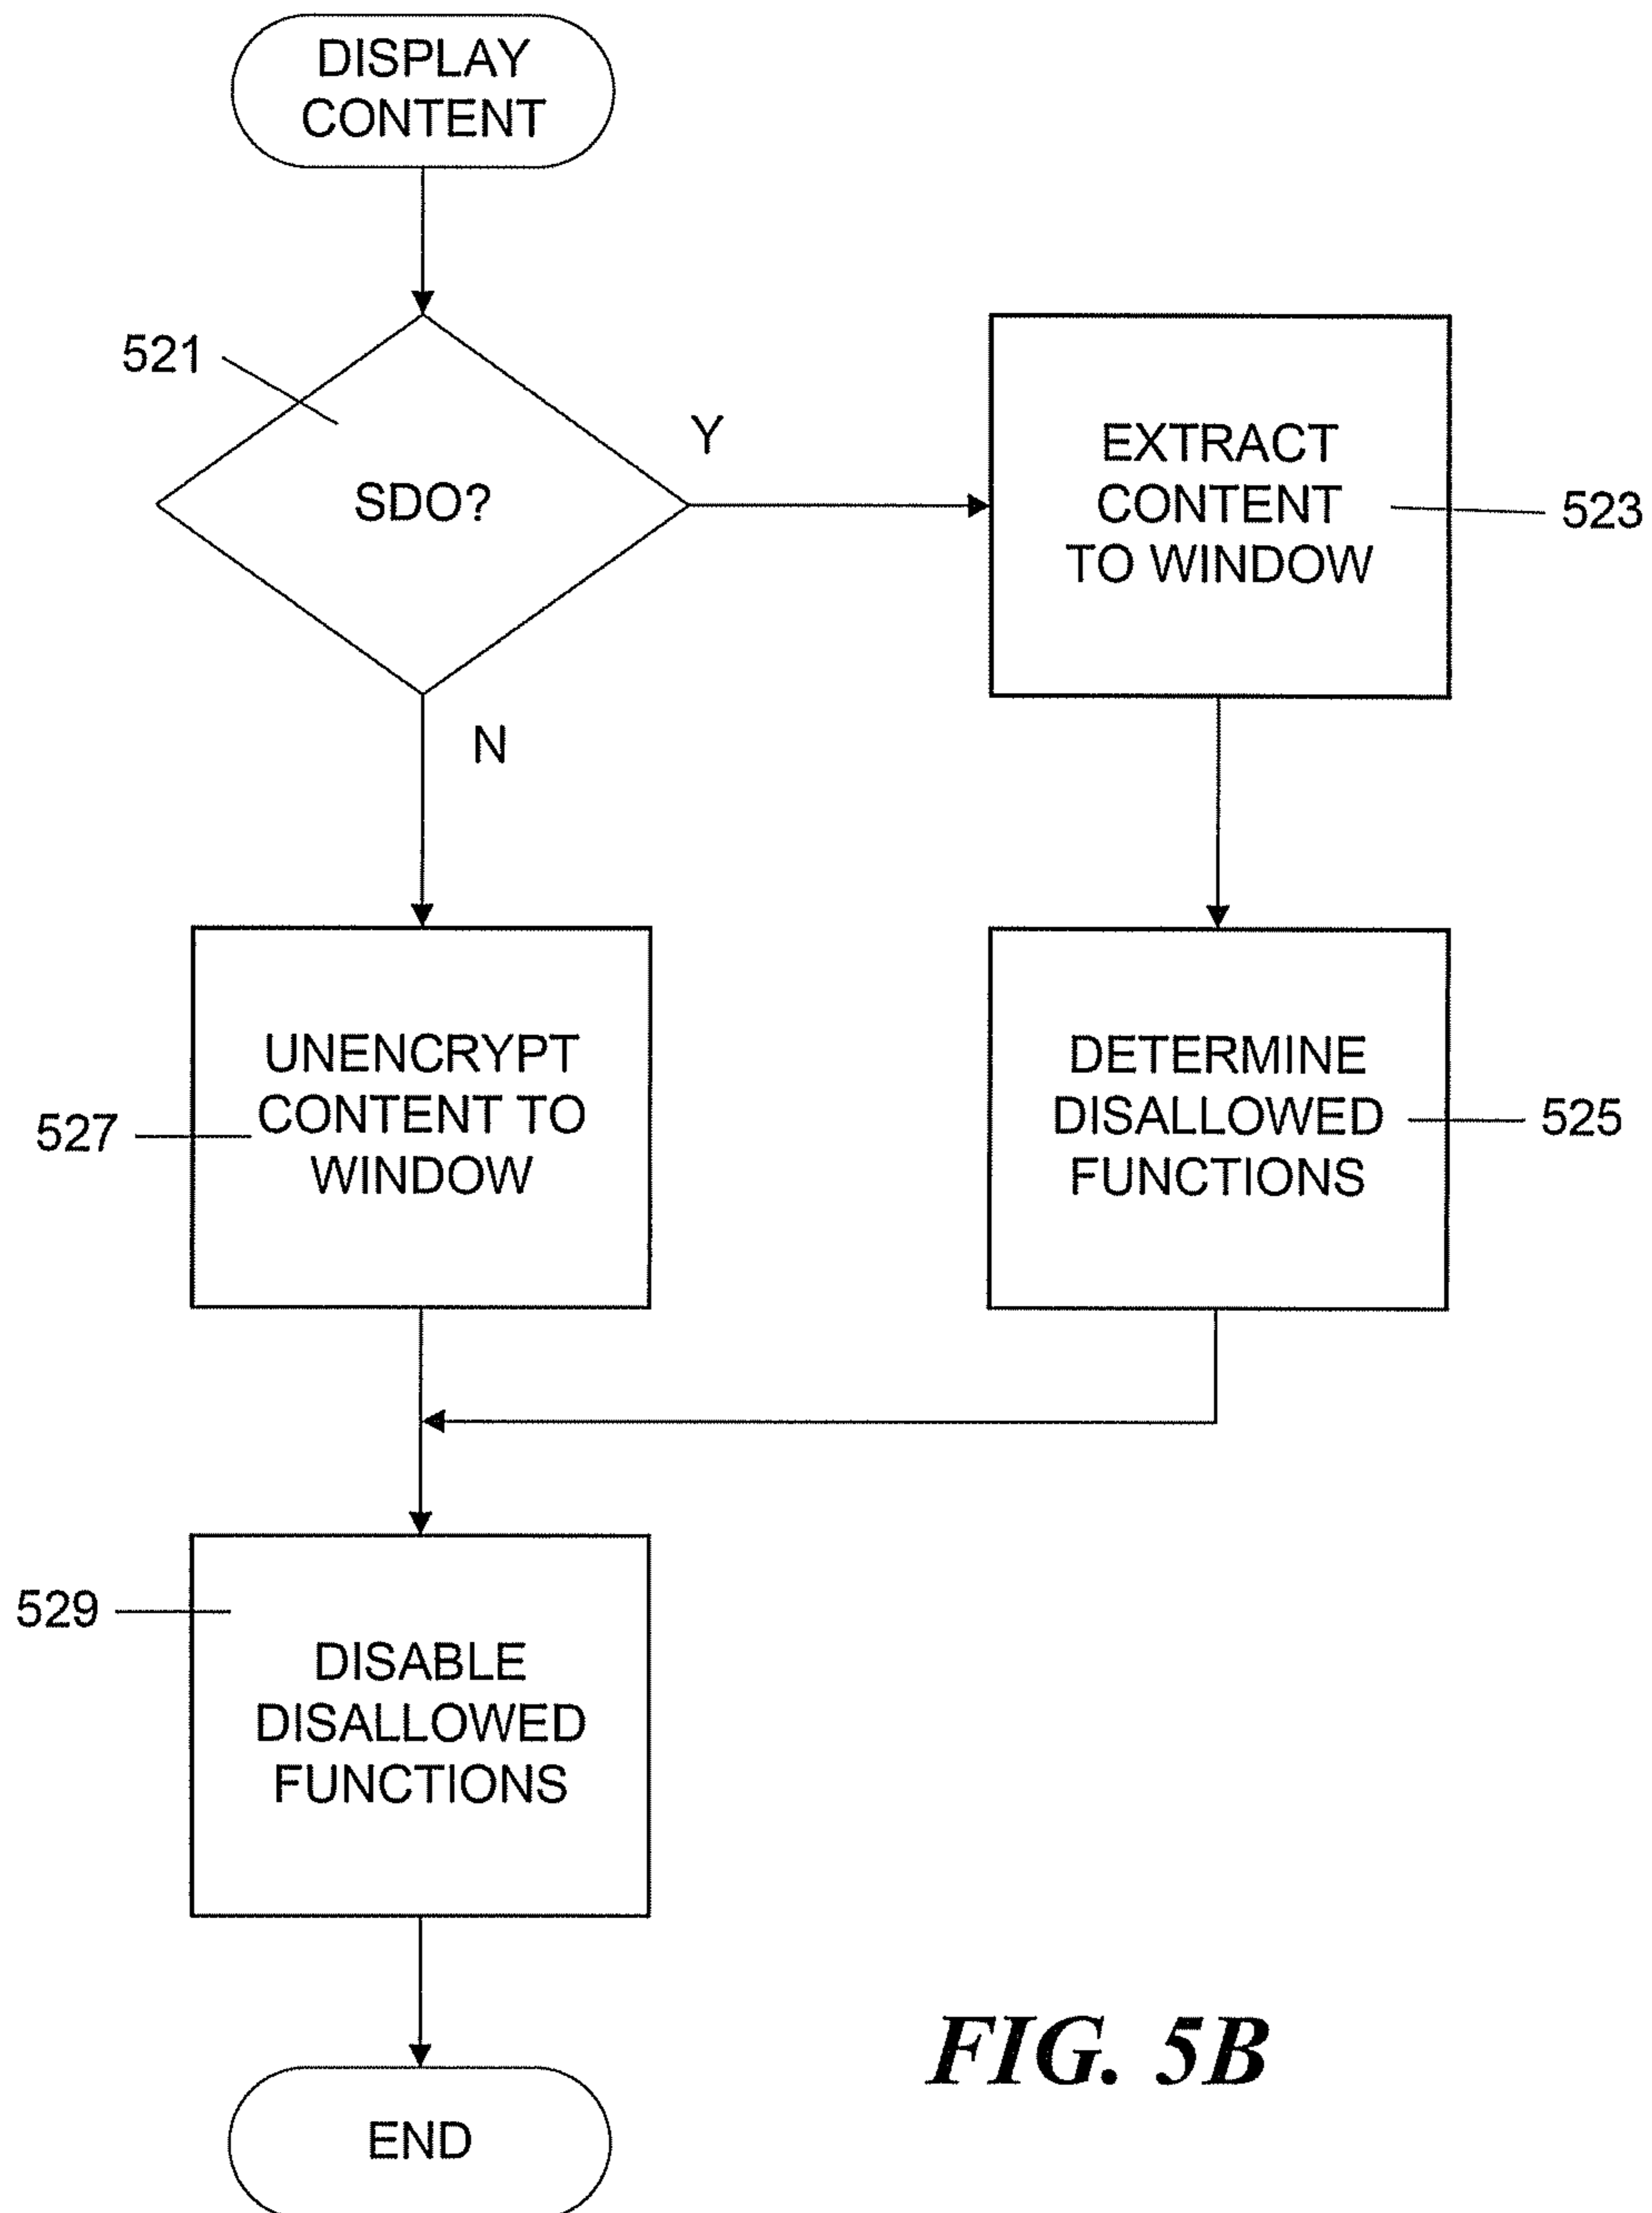 DISPLAY
CONTENT
521
SDO?
Y
N
EXTRACT
CONTENT
TO WINDOW
523
UNENCRYPT
CONTENT TO
WINDOW
527
DETERMINE
DISALLOWED
FUNCTIONS
525
529
DISABLE
DISALLOWED
FUNCTIONS
END
FIG. 5B